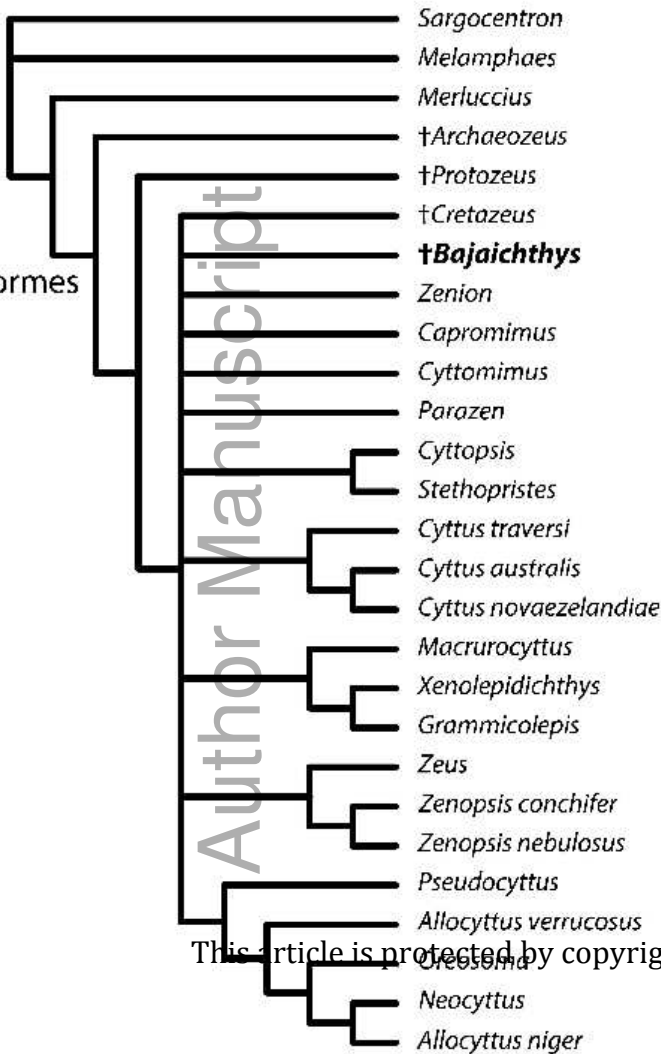 Sargocentron
Melamphaes
Merluccius
†Archaeozeus
†Protozeus
†Cretazeus
†Bajaichthys
ormes
Zenion
Capromimus
Cyttomimus
Parazen
Cyttopsis
Stethopristes
Cyttus traversi
Cyttus australis
Cyttus novaezelandiae
Macrurocyttus
Xenolepidichthys
Grammicolepis
Zeus
Zenopsis conchifer
Zenopsis nebulosus
Pseudocyttus
Allocyttus verrucosus
Oreosoma
Neocyttus
Allocyttus niger
Author Manuscript
This article is protected by copyrig